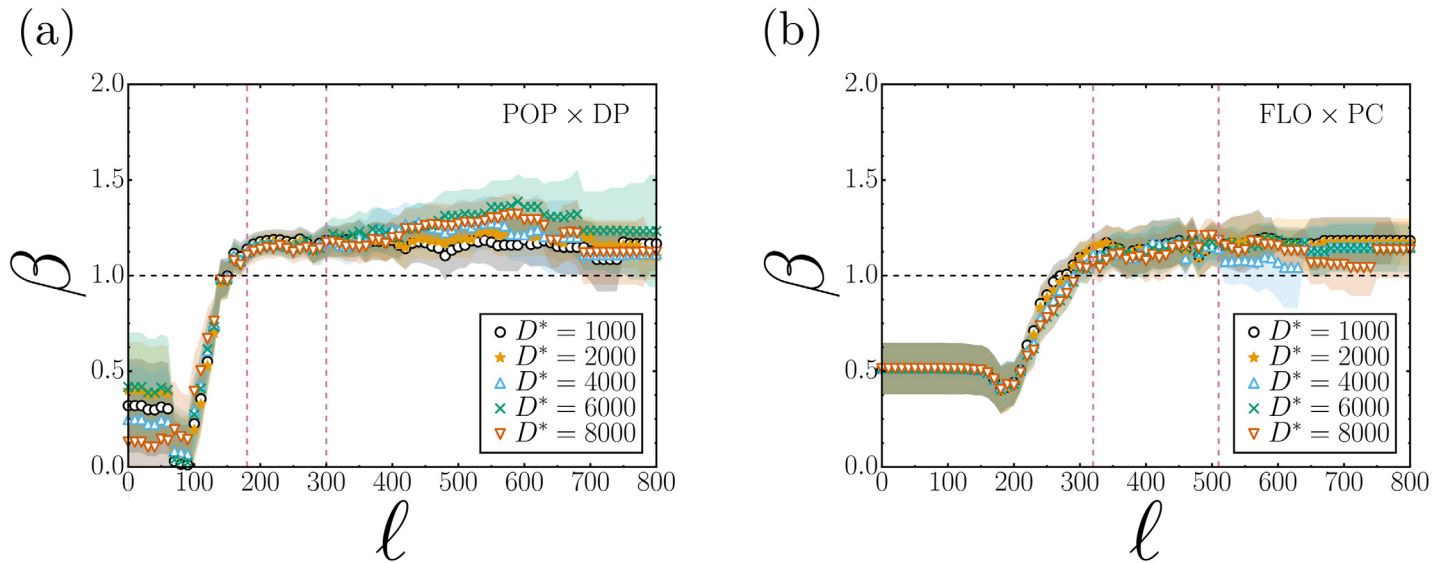 (a)
β
2.0
1.5
1.0
0.5
0.0
POP × DP
D* = 1000
D* = 2000
D* = 4000
D* = 6000
D* = 8000
0 100 200 300 400 500 600 700 800
ℓ
(b)
β
2.0
1.5
1.0
0.5
0.0
FLO × PC
D* = 1000
D* = 2000
D* = 4000
D* = 6000
D* = 8000
0 100 200 300 400 500 600 700 800
ℓ